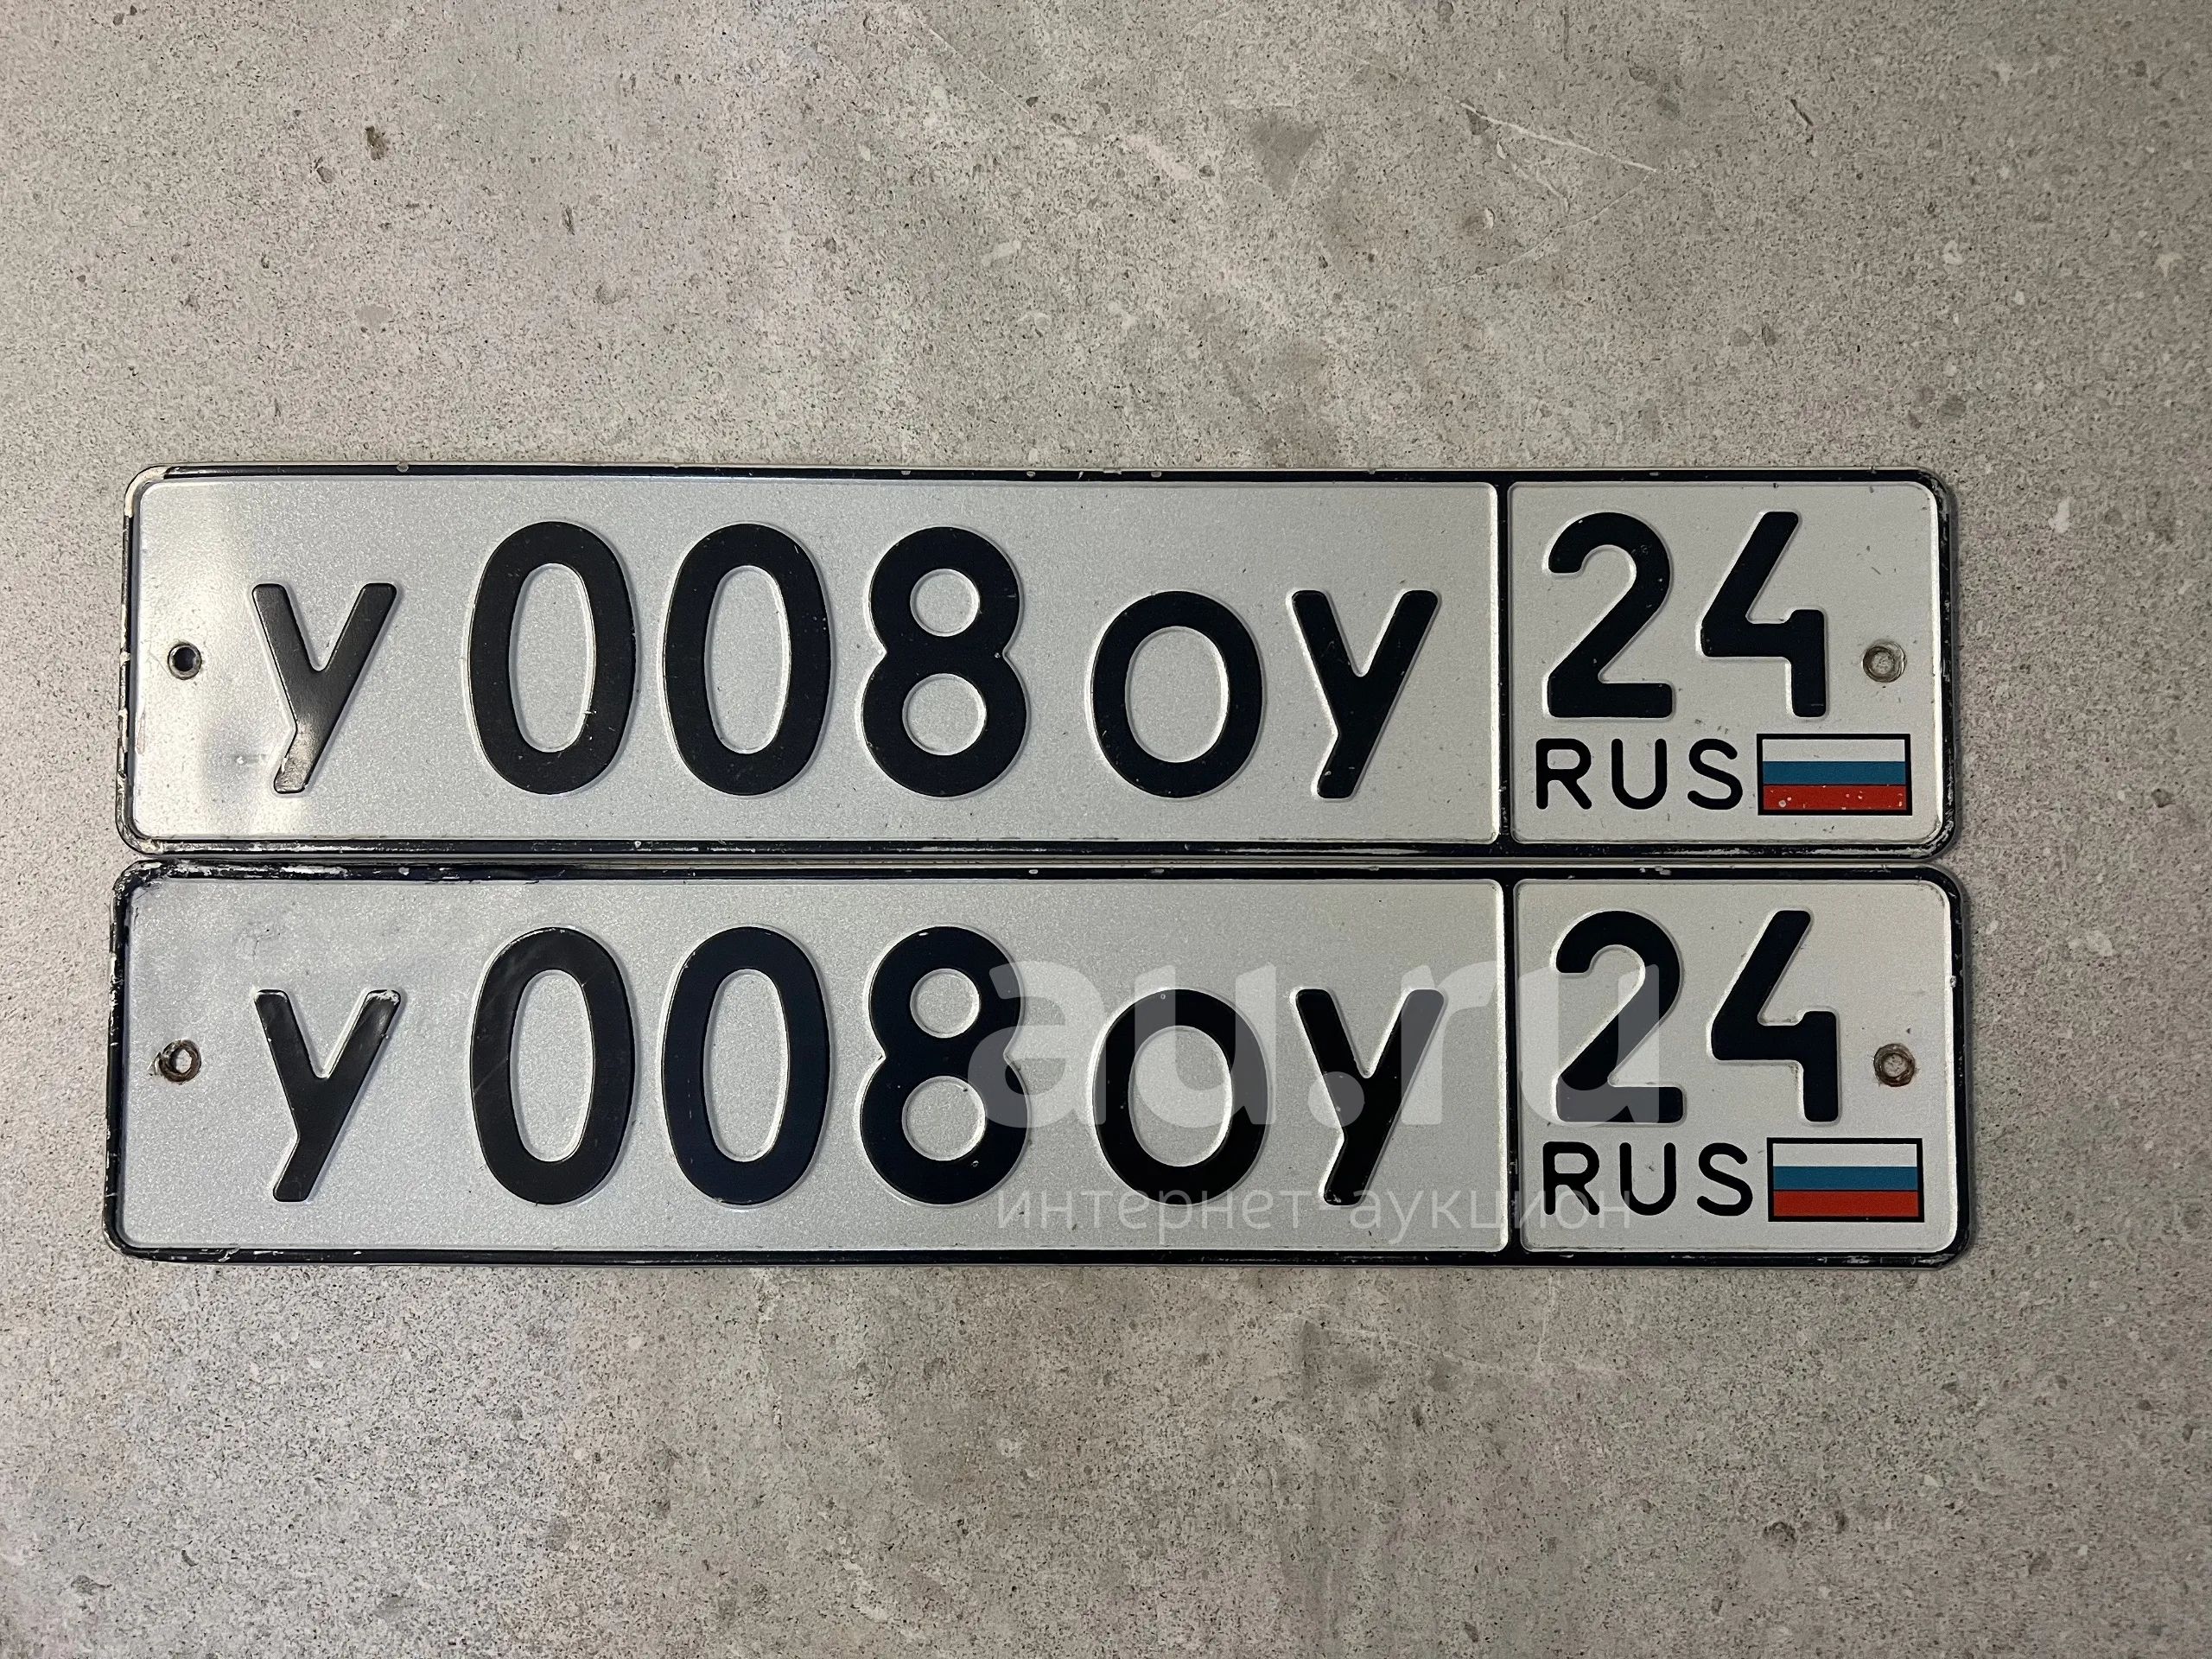 У 008 ОУ 24
RUS
У 008 ОУ 24
RUS
au.ru
интернет-аукцион